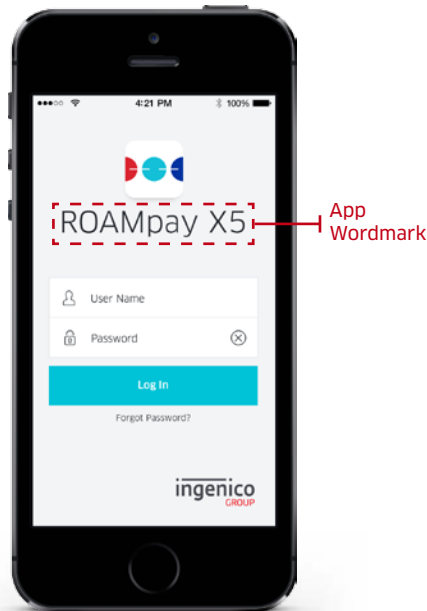 4:21 PM
100%
ROAMpay X5
App
Wordmark
User Name
Password
Log In
Forgot Password?
ingenico
GROUP